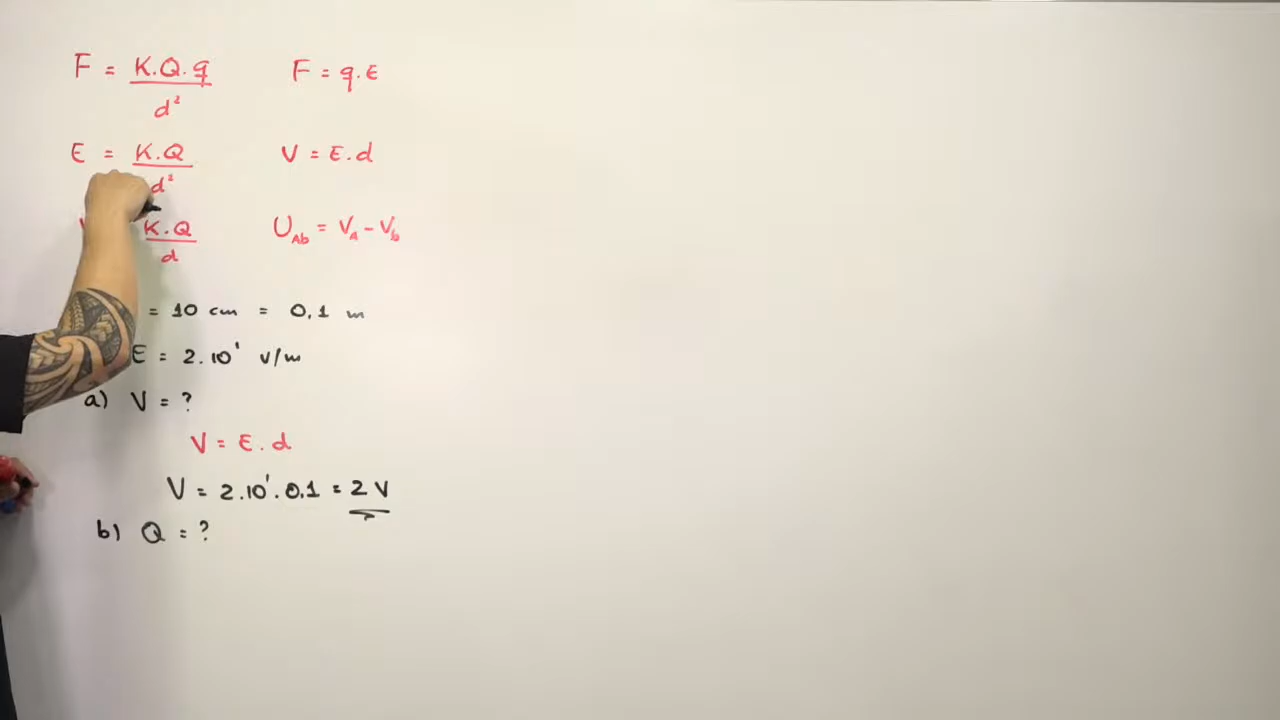 F = K.Q.q / d² F = q.E
E = K.Q / d² V = E.d
K.Q / d U_Ab = V_A - V_b
= 10 cm = 0,1 m
E = 2.10¹ v/m
a) V = ?
V = E.d
V = 2.10¹.0,1 = 2 V
b) Q = ?